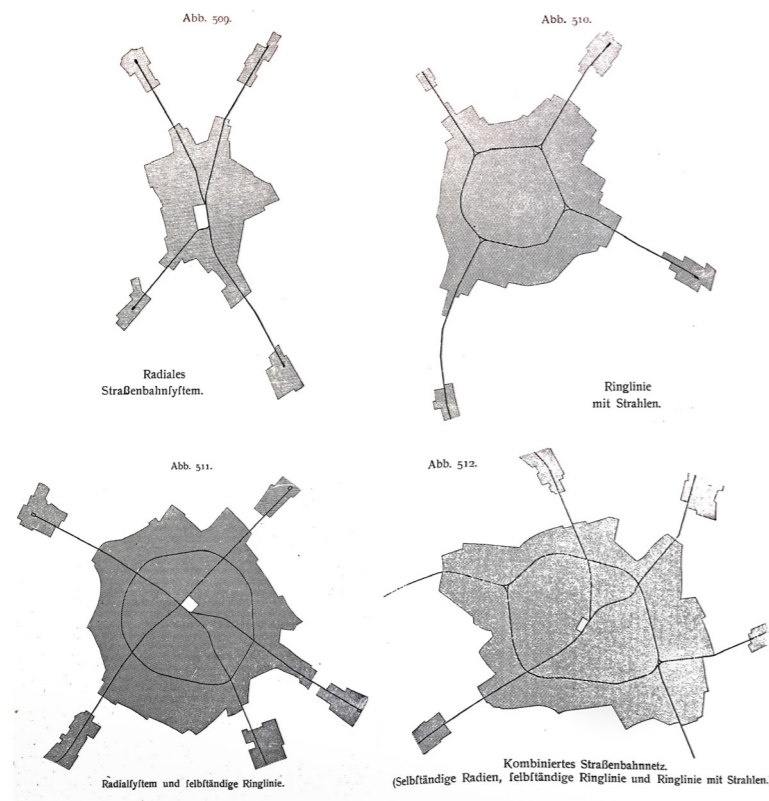 Abb. 509.
Abb. 510.
Radiales
Straßenbahnſyſtem.
Ringlinie
mit Strahlen.
Abb. 511.
Abb. 512.
Radialſyſtem und ſelbſtändige Ringlinie.
Kombiniertes Straßenbahnnetz.
(Selbſtändige Radien, ſelbſtändige Ringlinie und Ringlinie mit Strahlen.